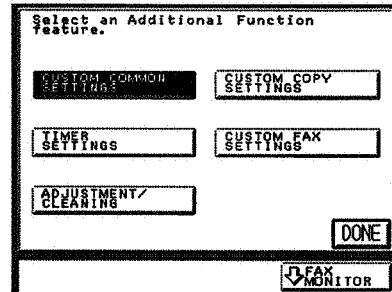 Select an Additional Function
feature.
CUSTOM COMMON
SETTINGS
CUSTOM COPY
SETTINGS
TIMER
SETTINGS
CUSTOM FAX
SETTINGS
ADJUSTMENT/
CLEANING
DONE
FAX
MONITOR